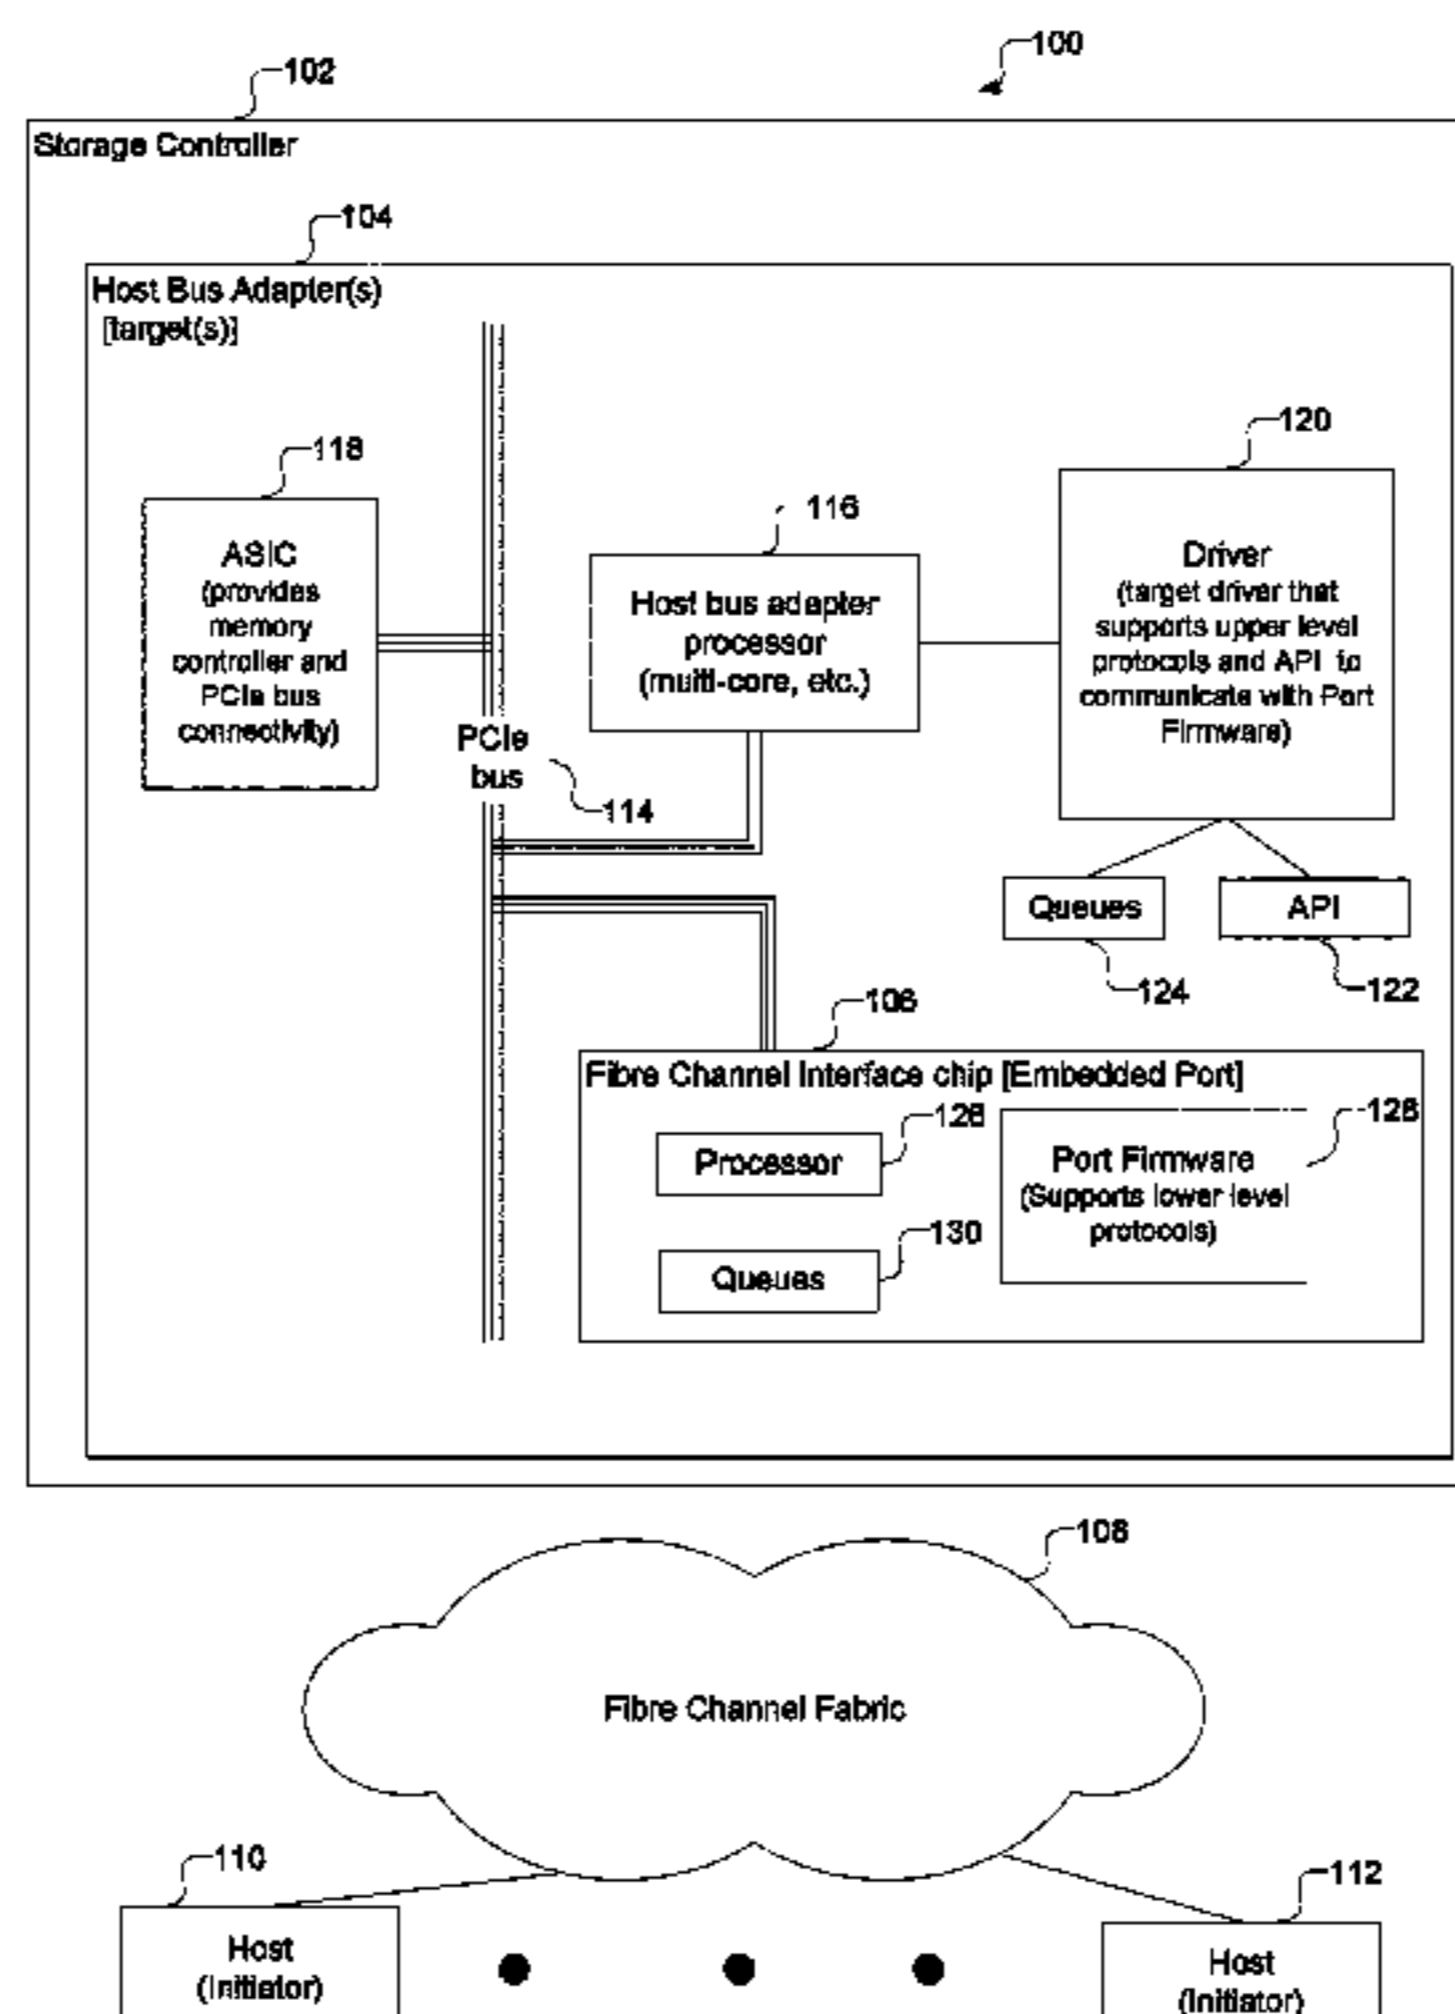 100
102
Storage Controller
104
Host Bus Adapter(s)
[target(s)]
118
ASIC
(provides
memory
controller and
PCIe bus
connectivity)
PCIe
bus
114
116
Host bus adapter
processor
(multi-core, etc.)
120
Driver
(target driver that
supports upper level
protocols and API to
communicate with Port
Firmware)
Queues
124
API
122
106
Fibre Channel Interface chip [Embedded Port]
Processor
Port Firmware
(Supports lower level
protocols)
Queues
130
108
Fibre Channel Fabric
110
Host
(Initiator)
112
Host
(Initiator)